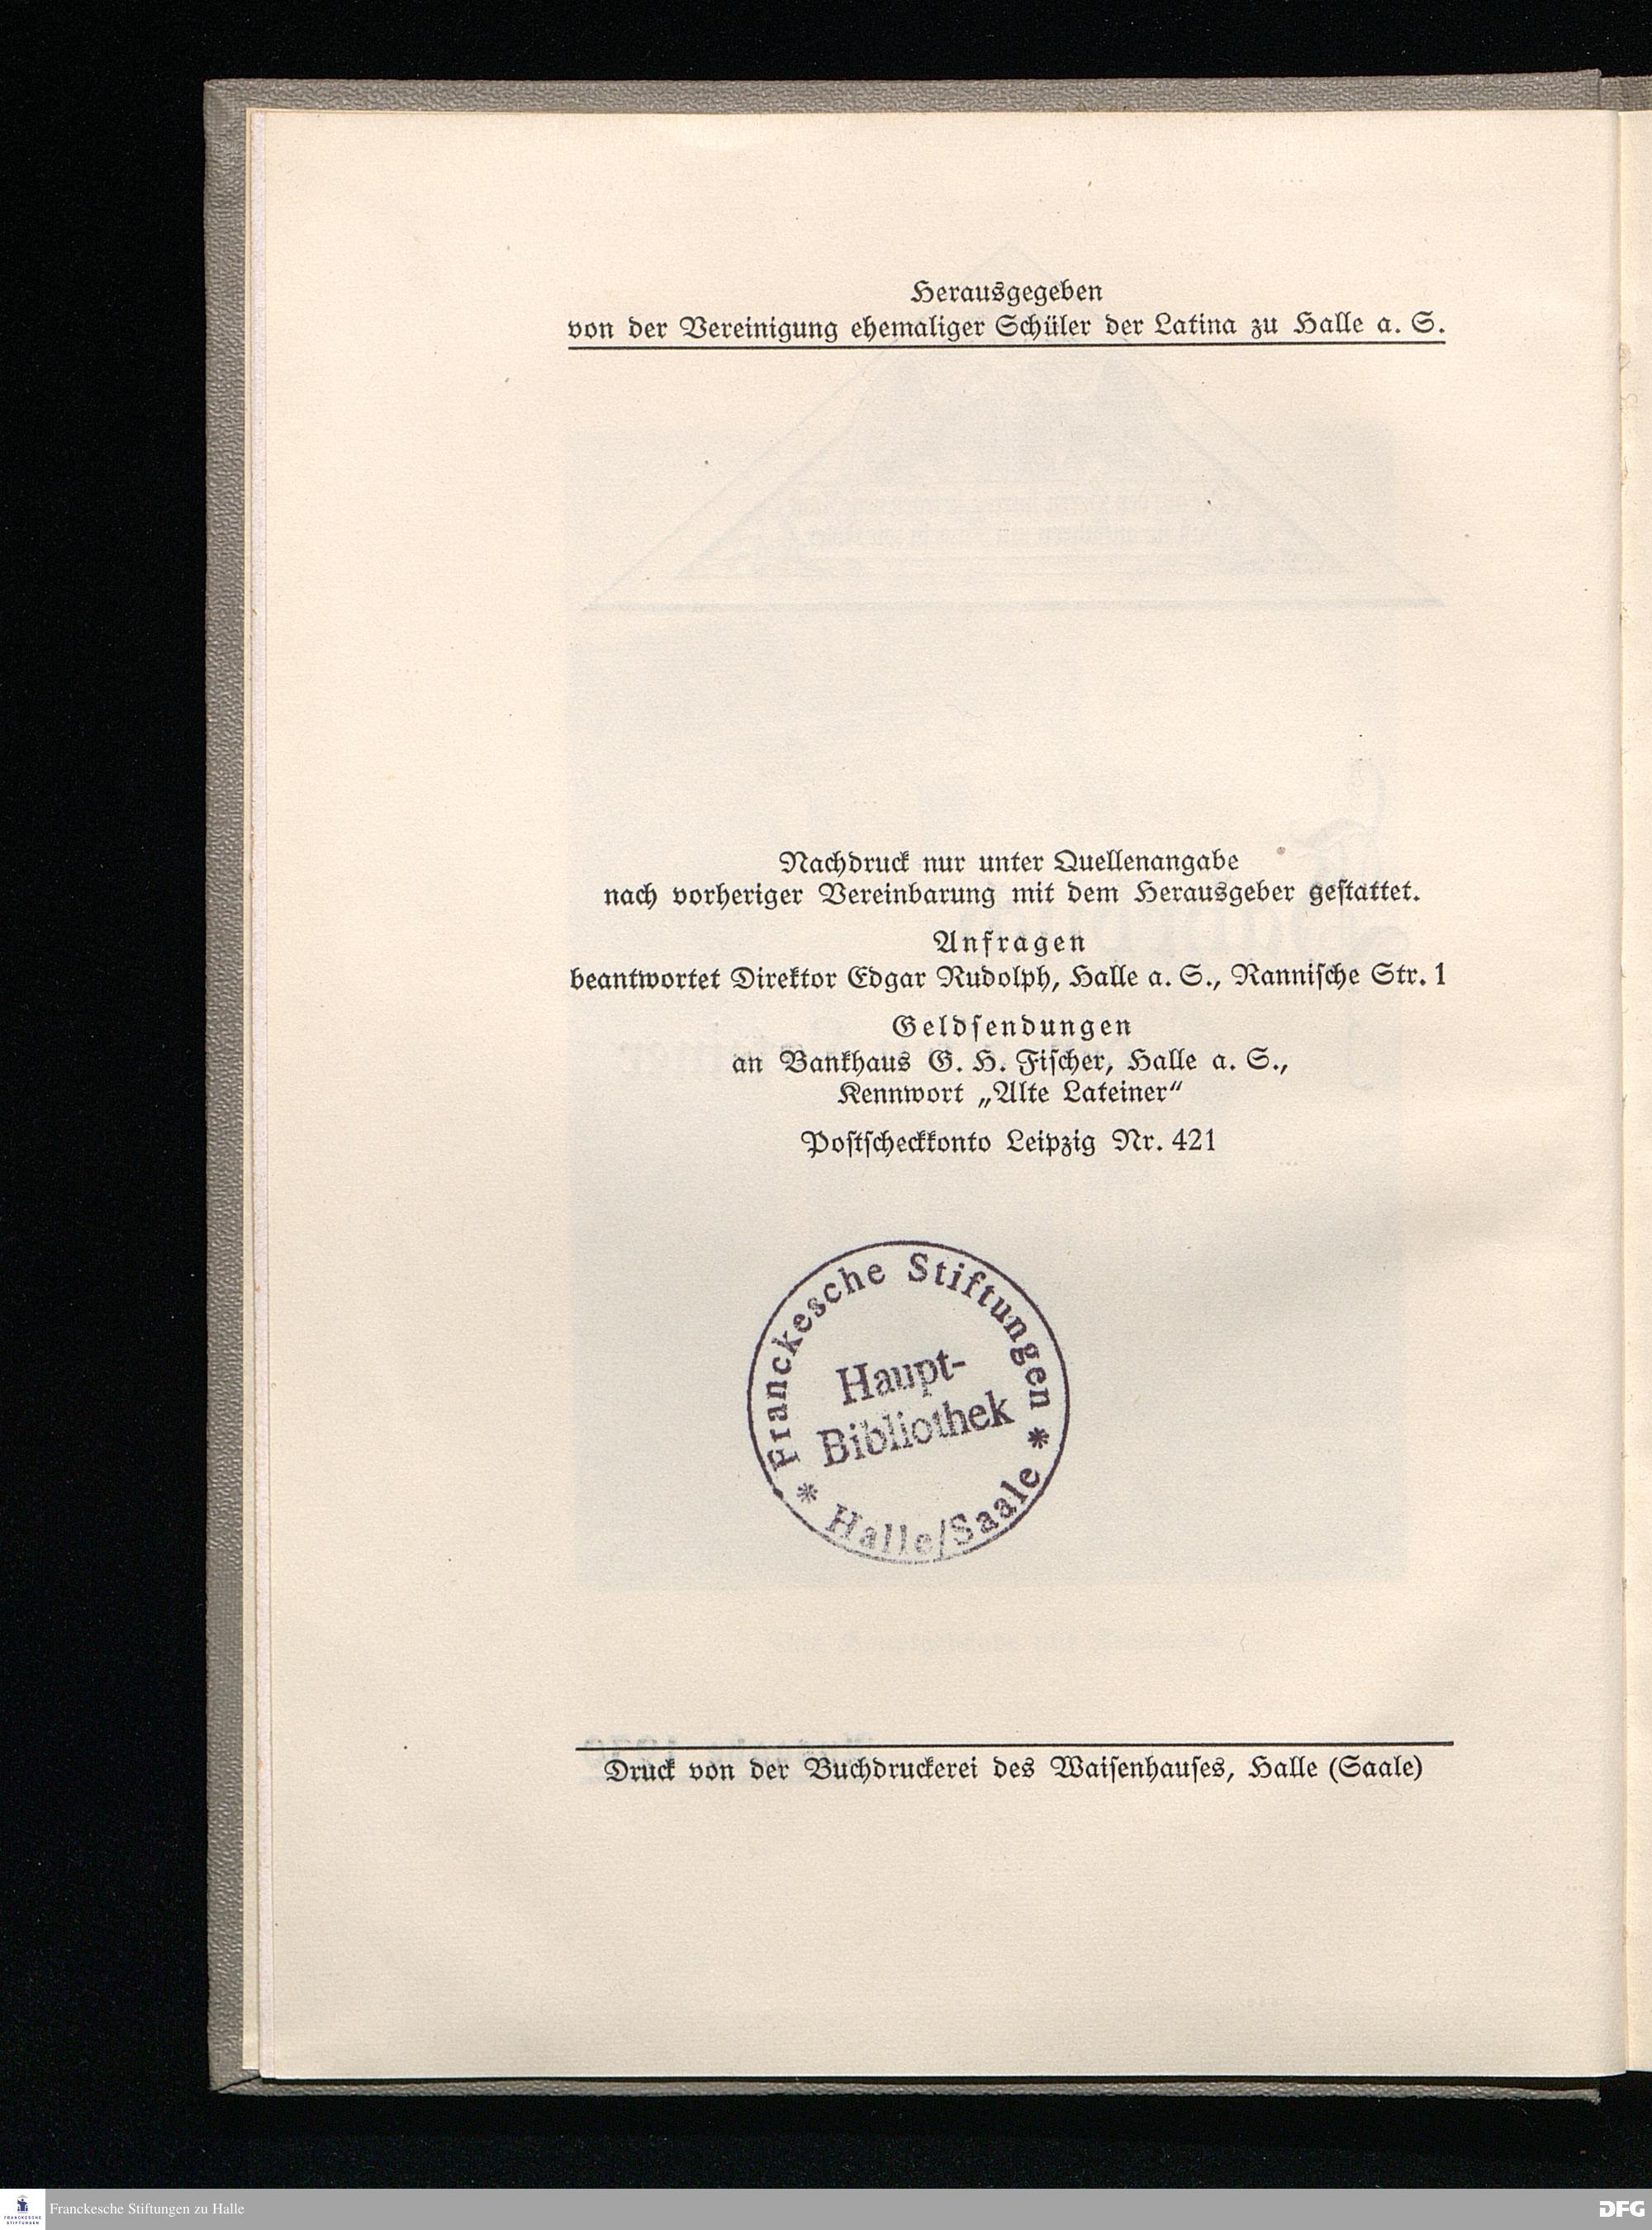 Herausgegeben
von der Vereinigung ehemaliger Schüler der Latina zu Halle a. S.
Nachdruck nur unter Quellenangabe
nach vorheriger Vereinbarung mit dem Herausgeber gestattet.
Anfragen
beantwortet Direktor Edgar Rudolph, Halle a. S., Rannische Str. 1
Geldsendungen
an Bankhaus G. H. Fischer, Halle a. S.,
Kennwort „Alte Lateiner“
Postscheckkonto Leipzig Nr. 421
Franckesche Stiftungen
Haupt-
Bibliothek
* Halle/Saale *
Druck von der Buchdruckerei des Waisenhauses, Halle (Saale)
FRANCKESCHE
STIFTUNGEN
Franckesche Stiftungen zu Halle
DFG